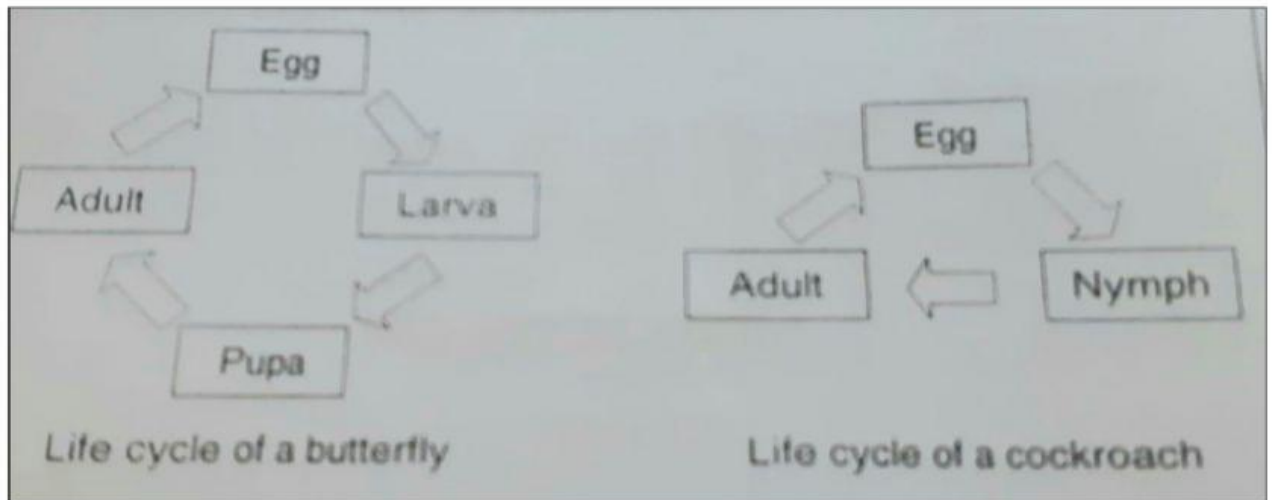 Egg
Adult
Larva
Pupa
Life cycle of a butterfly
Egg
Adult
Nymph
Life cycle of a cockroach